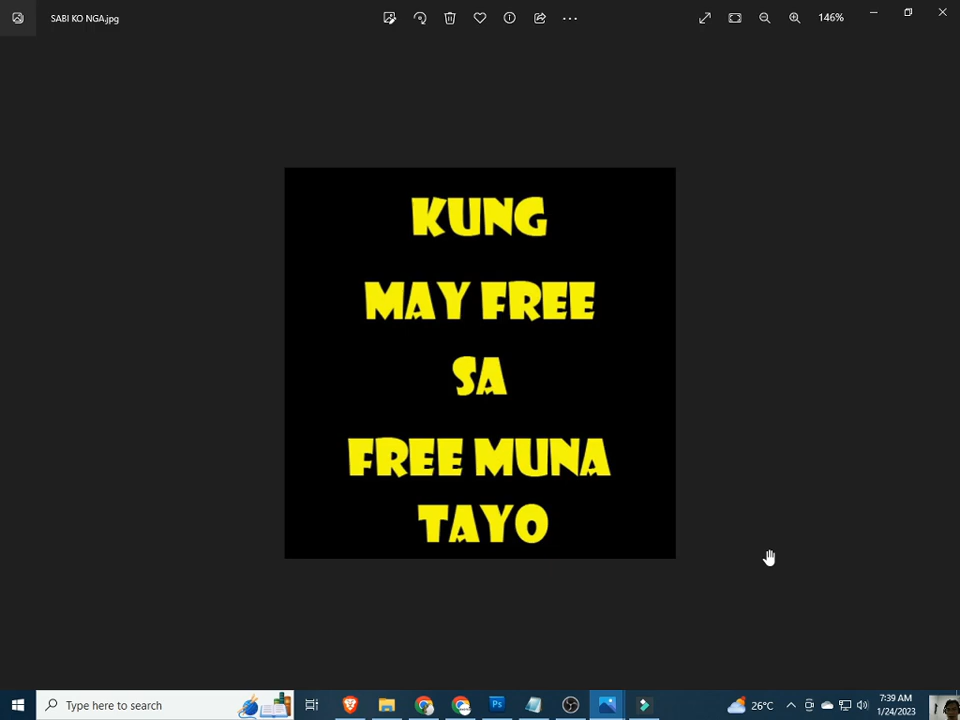 SABI KO NGA.jpg
146%
KUNG
MAY FREE
SA
FREE MUNA
TAYO
Type here to search
Ps
26°C
7:39 AM
1/24/2023